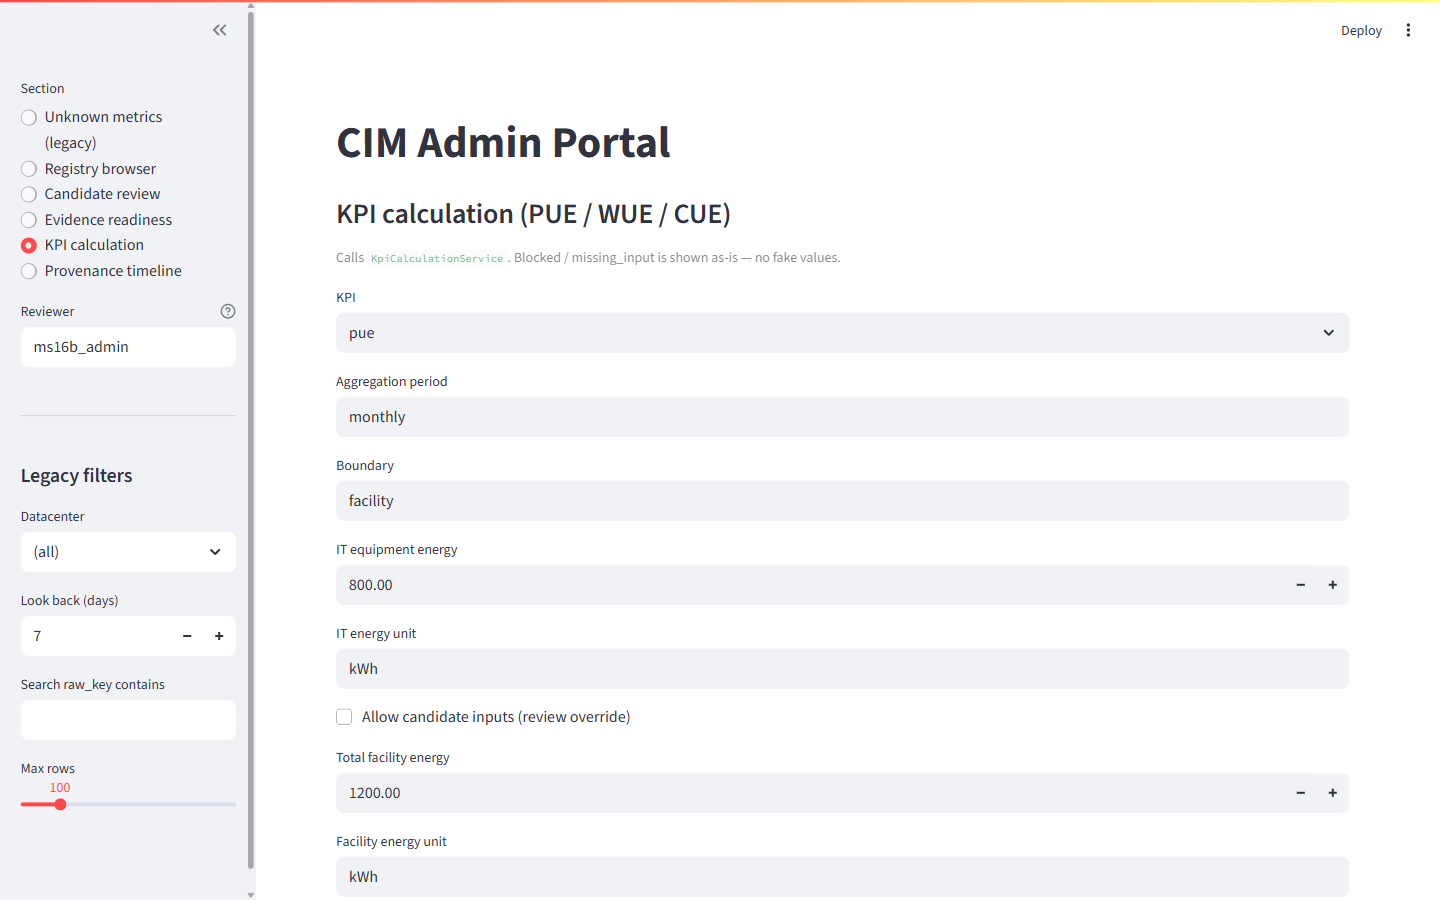 Deploy
Section
Unknown metrics
(legacy)
Registry browser
Candidate review
Evidence readiness
KPI calculation
Provenance timeline
Reviewer
ms16b_admin
Legacy filters
Datacenter
(all)
Look back (days)
7
Search raw_key contains
Max rows
100
CIM Admin Portal
KPI calculation (PUE / WUE / CUE)
Calls KpiCalculationService. Blocked / missing_input is shown as-is — no fake values.
KPI
pue
Aggregation period
monthly
Boundary
facility
IT equipment energy
800.00
IT energy unit
kWh
Allow candidate inputs (review override)
Total facility energy
1200.00
Facility energy unit
kWh